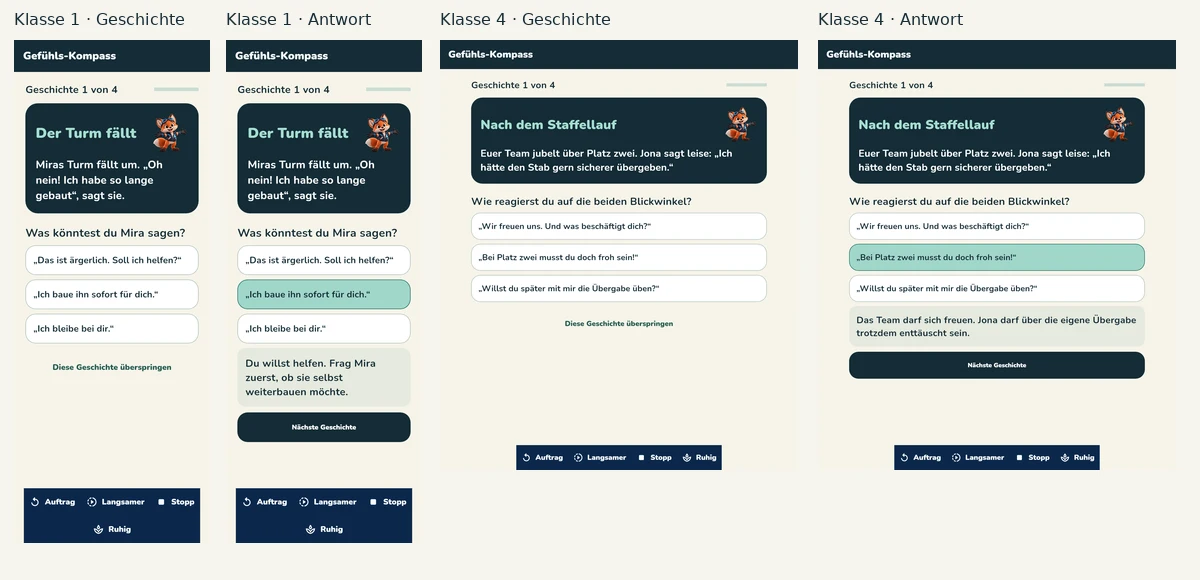 Klasse 1 · Geschichte
Gefühls-Kompass
Geschichte 1 von 4
Der Turm fällt
Miras Turm fällt um. „Oh
nein! Ich habe so lange
gebaut“, sagt sie.
Was könntest du Mira sagen?
„Das ist ärgerlich. Soll ich helfen?“
„Ich baue ihn sofort für dich.“
„Ich bleibe bei dir.“
Diese Geschichte überspringen
Auftrag
Langsamer
Stopp
Ruhig
Klasse 1 · Antwort
Gefühls-Kompass
Geschichte 1 von 4
Der Turm fällt
Miras Turm fällt um. „Oh
nein! Ich habe so lange
gebaut“, sagt sie.
Was könntest du Mira sagen?
„Das ist ärgerlich. Soll ich helfen?“
„Ich baue ihn sofort für dich.“
„Ich bleibe bei dir.“
Du willst helfen. Frag Mira
zuerst, ob sie selbst
weiterbauen möchte.
Nächste Geschichte
Auftrag
Langsamer
Stopp
Ruhig
Klasse 4 · Geschichte
Gefühls-Kompass
Geschichte 1 von 4
Nach dem Staffellauf
Euer Team jubelt über Platz zwei. Jona sagt leise: „Ich
hätte den Stab gern sicherer übergeben.“
Wie reagierst du auf die beiden Blickwinkel?
„Wir freuen uns. Und was beschäftigt dich?“
„Bei Platz zwei musst du doch froh sein!“
„Willst du später mit mir die Übergabe üben?“
Diese Geschichte überspringen
Auftrag
Langsamer
Stopp
Ruhig
Klasse 4 · Antwort
Gefühls-Kompass
Geschichte 1 von 4
Nach dem Staffellauf
Euer Team jubelt über Platz zwei. Jona sagt leise: „Ich
hätte den Stab gern sicherer übergeben.“
Wie reagierst du auf die beiden Blickwinkel?
„Wir freuen uns. Und was beschäftigt dich?“
„Bei Platz zwei musst du doch froh sein!“
„Willst du später mit mir die Übergabe üben?“
Das Team darf sich freuen. Jona darf über die eigene Übergabe
trotzdem enttäuscht sein.
Nächste Geschichte
Auftrag
Langsamer
Stopp
Ruhig